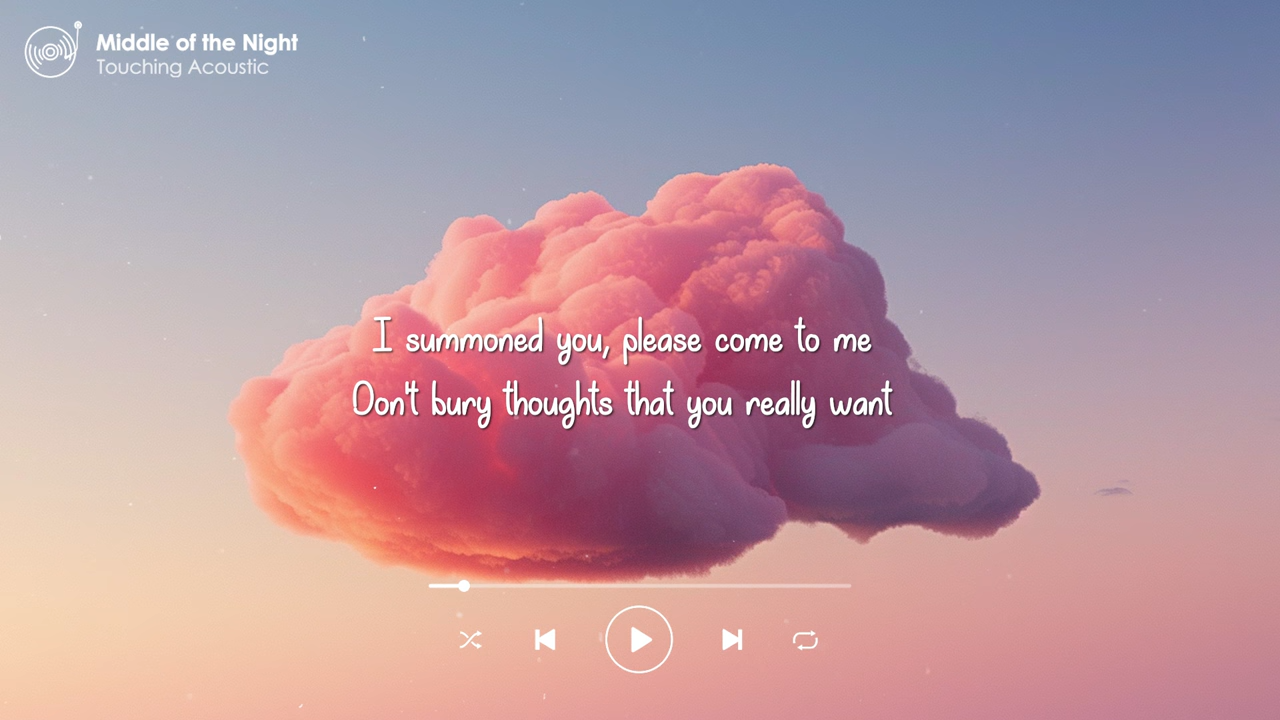 Middle of the Night
Touching Acoustic
I summoned you, please come to me
Don't bury thoughts that you really want